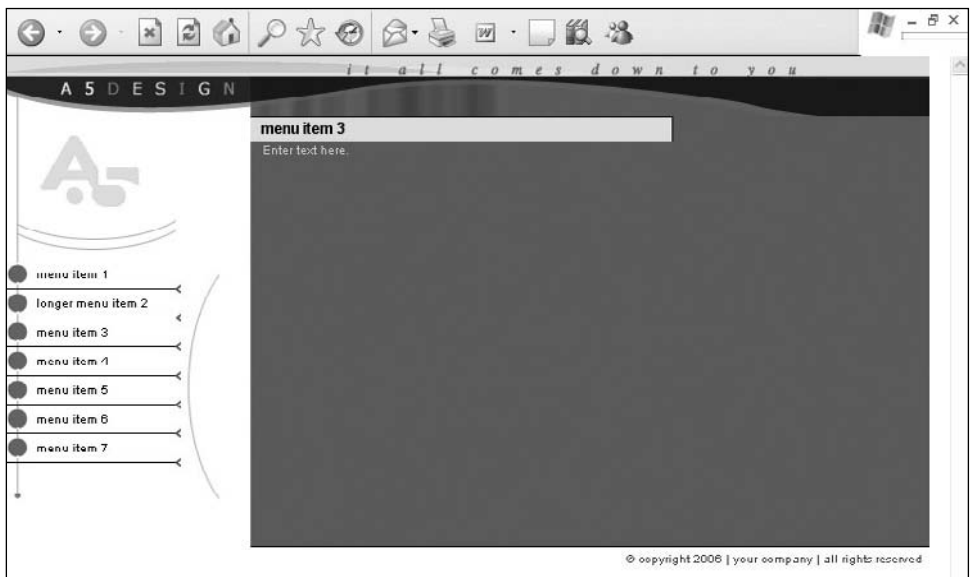 it all comes down to you
A5DESIGN
menu item 3
Enter text here.
menu item 1
longer menu item 2
menu item 3
menu item 4
menu item 5
menu item 6
menu item 7
© copyright 2006 | your company | all rights reserved